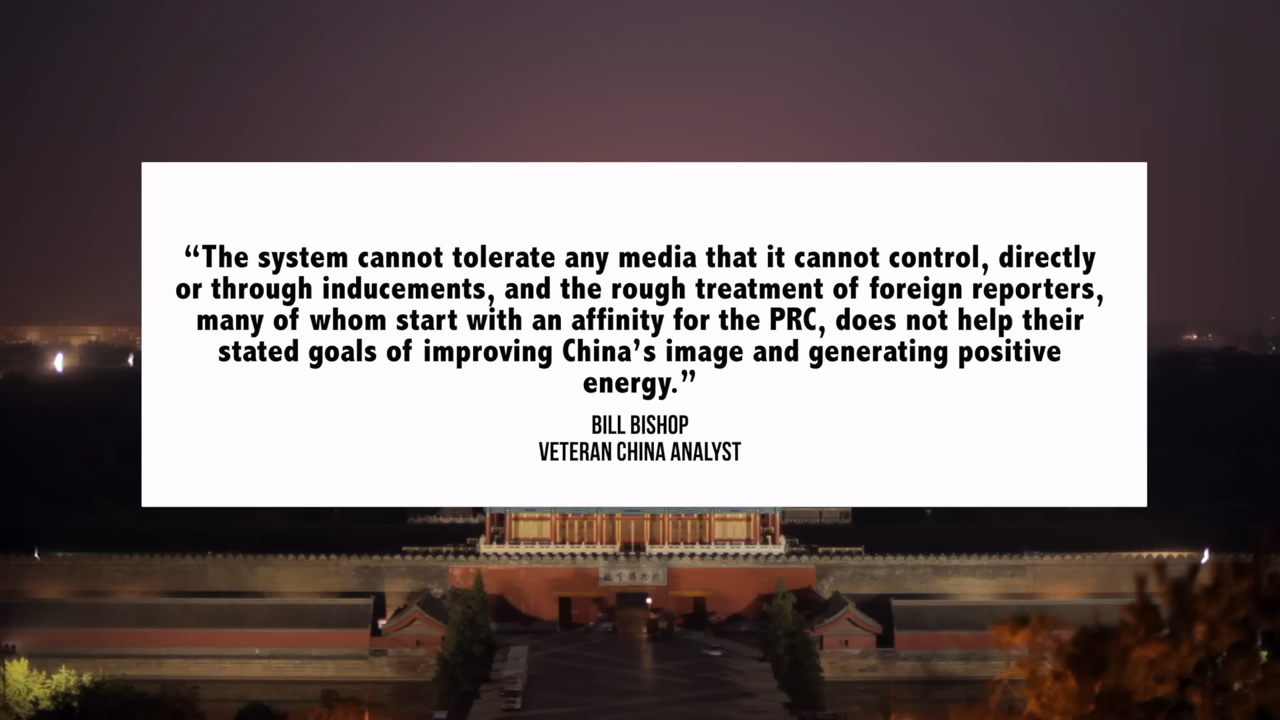 “The system cannot tolerate any media that it cannot control, directly
or through inducements, and the rough treatment of foreign reporters,
many of whom start with an affinity for the PRC, does not help their
stated goals of improving China’s image and generating positive
energy.”
BILL BISHOP
VETERAN CHINA ANALYST